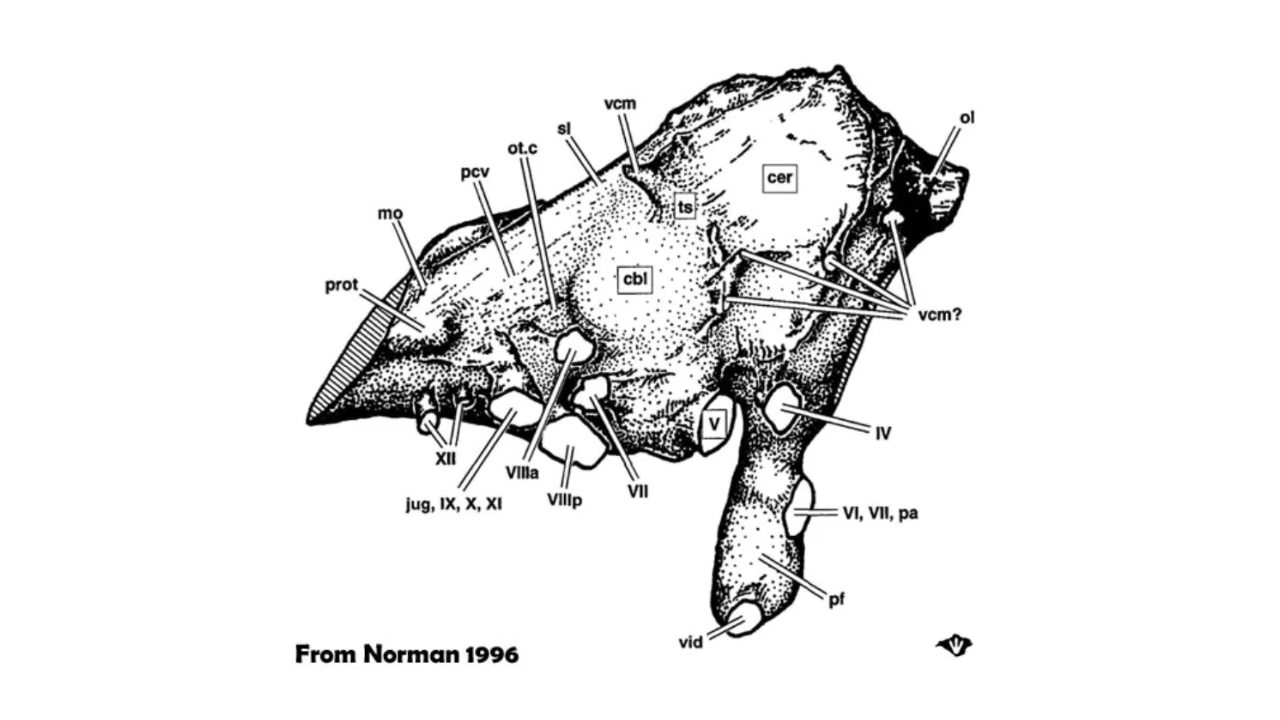 vcm
sl
ol
ot.c
pcv
cer
ts
mo
cbl
prot
vcm?
V
IV
XII
VIIIa
jug, IX, X, XI
VIIIp
VII
VI, VII, pa
pf
vid
From Norman 1996